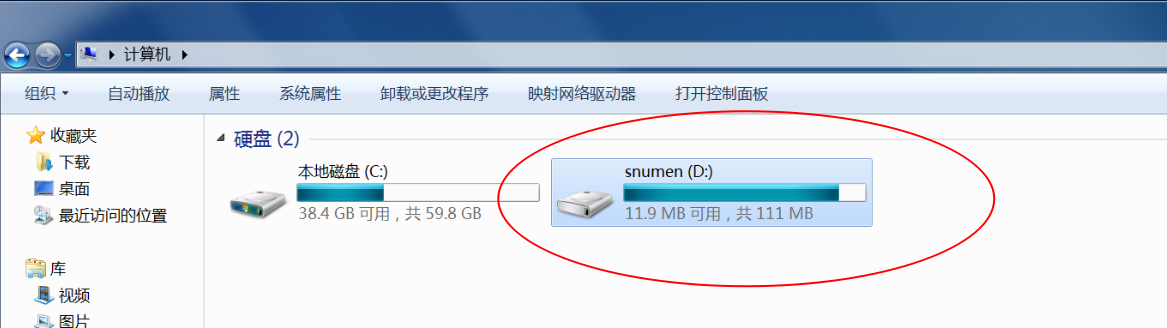 计算机
组织 自动播放 属性 系统属性 卸载或更改程序 映射网络驱动器 打开控制面板
收藏夹
下载
桌面
最近访问的位置
库
视频
图片
硬盘 (2)
本地磁盘 (C:)
38.4 GB 可用，共 59.8 GB
snumen (D:)
11.9 MB 可用，共 111 MB